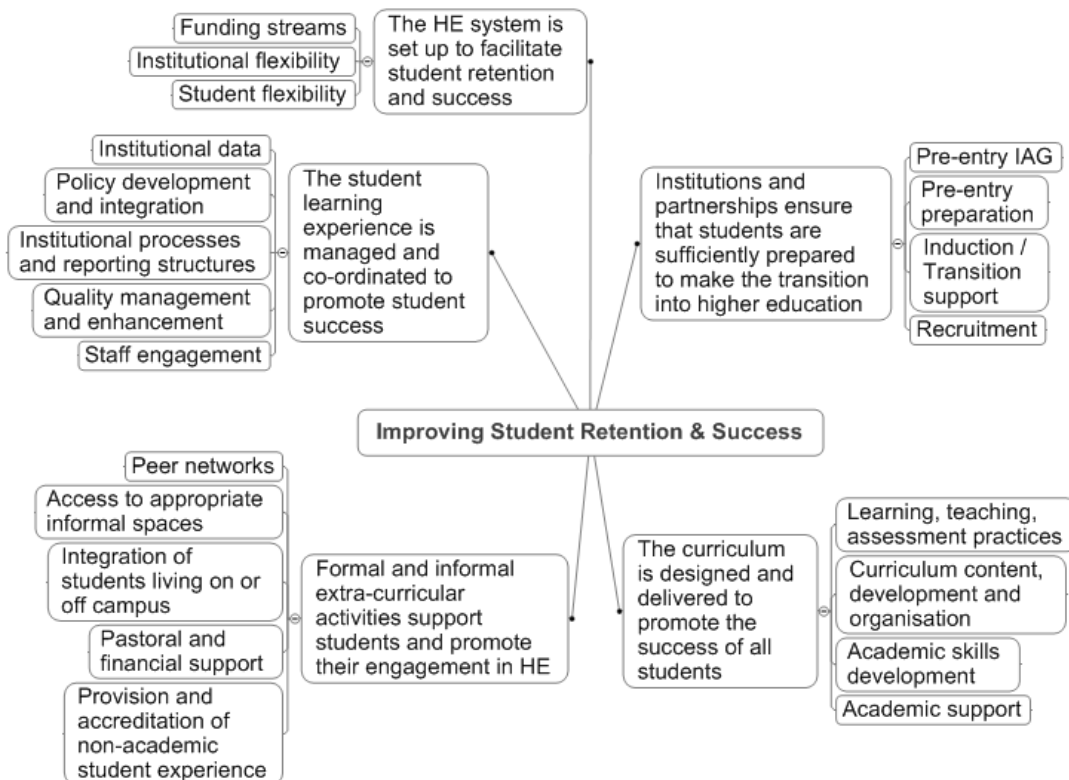 Funding streams
Institutional flexibility
Student flexibility
The HE system is
set up to facilitate
student retention
and success
Institutional data
Policy development
and integration
Institutional processes
and reporting structures
Quality management
and enhancement
Staff engagement
The student
learning
experience is
managed and
co-ordinated to
promote student
success
Institutions and
partnerships ensure
that students are
sufficiently prepared
to make the transition
into higher education
Pre-entry IAG
Pre-entry
preparation
Induction /
Transition
support
Recruitment
Improving Student Retention & Success
Peer networks
Access to appropriate
informal spaces
Integration of
students living on or
off campus
Pastoral and
financial support
Provision and
accreditation of
non-academic
student experience
Formal and informal
extra-curricular
activities support
students and promote
their engagement in HE
The curriculum
is designed and
delivered to
promote the
success of all
students
Learning, teaching,
assessment practices
Curriculum content,
development and
organisation
Academic skills
development
Academic support